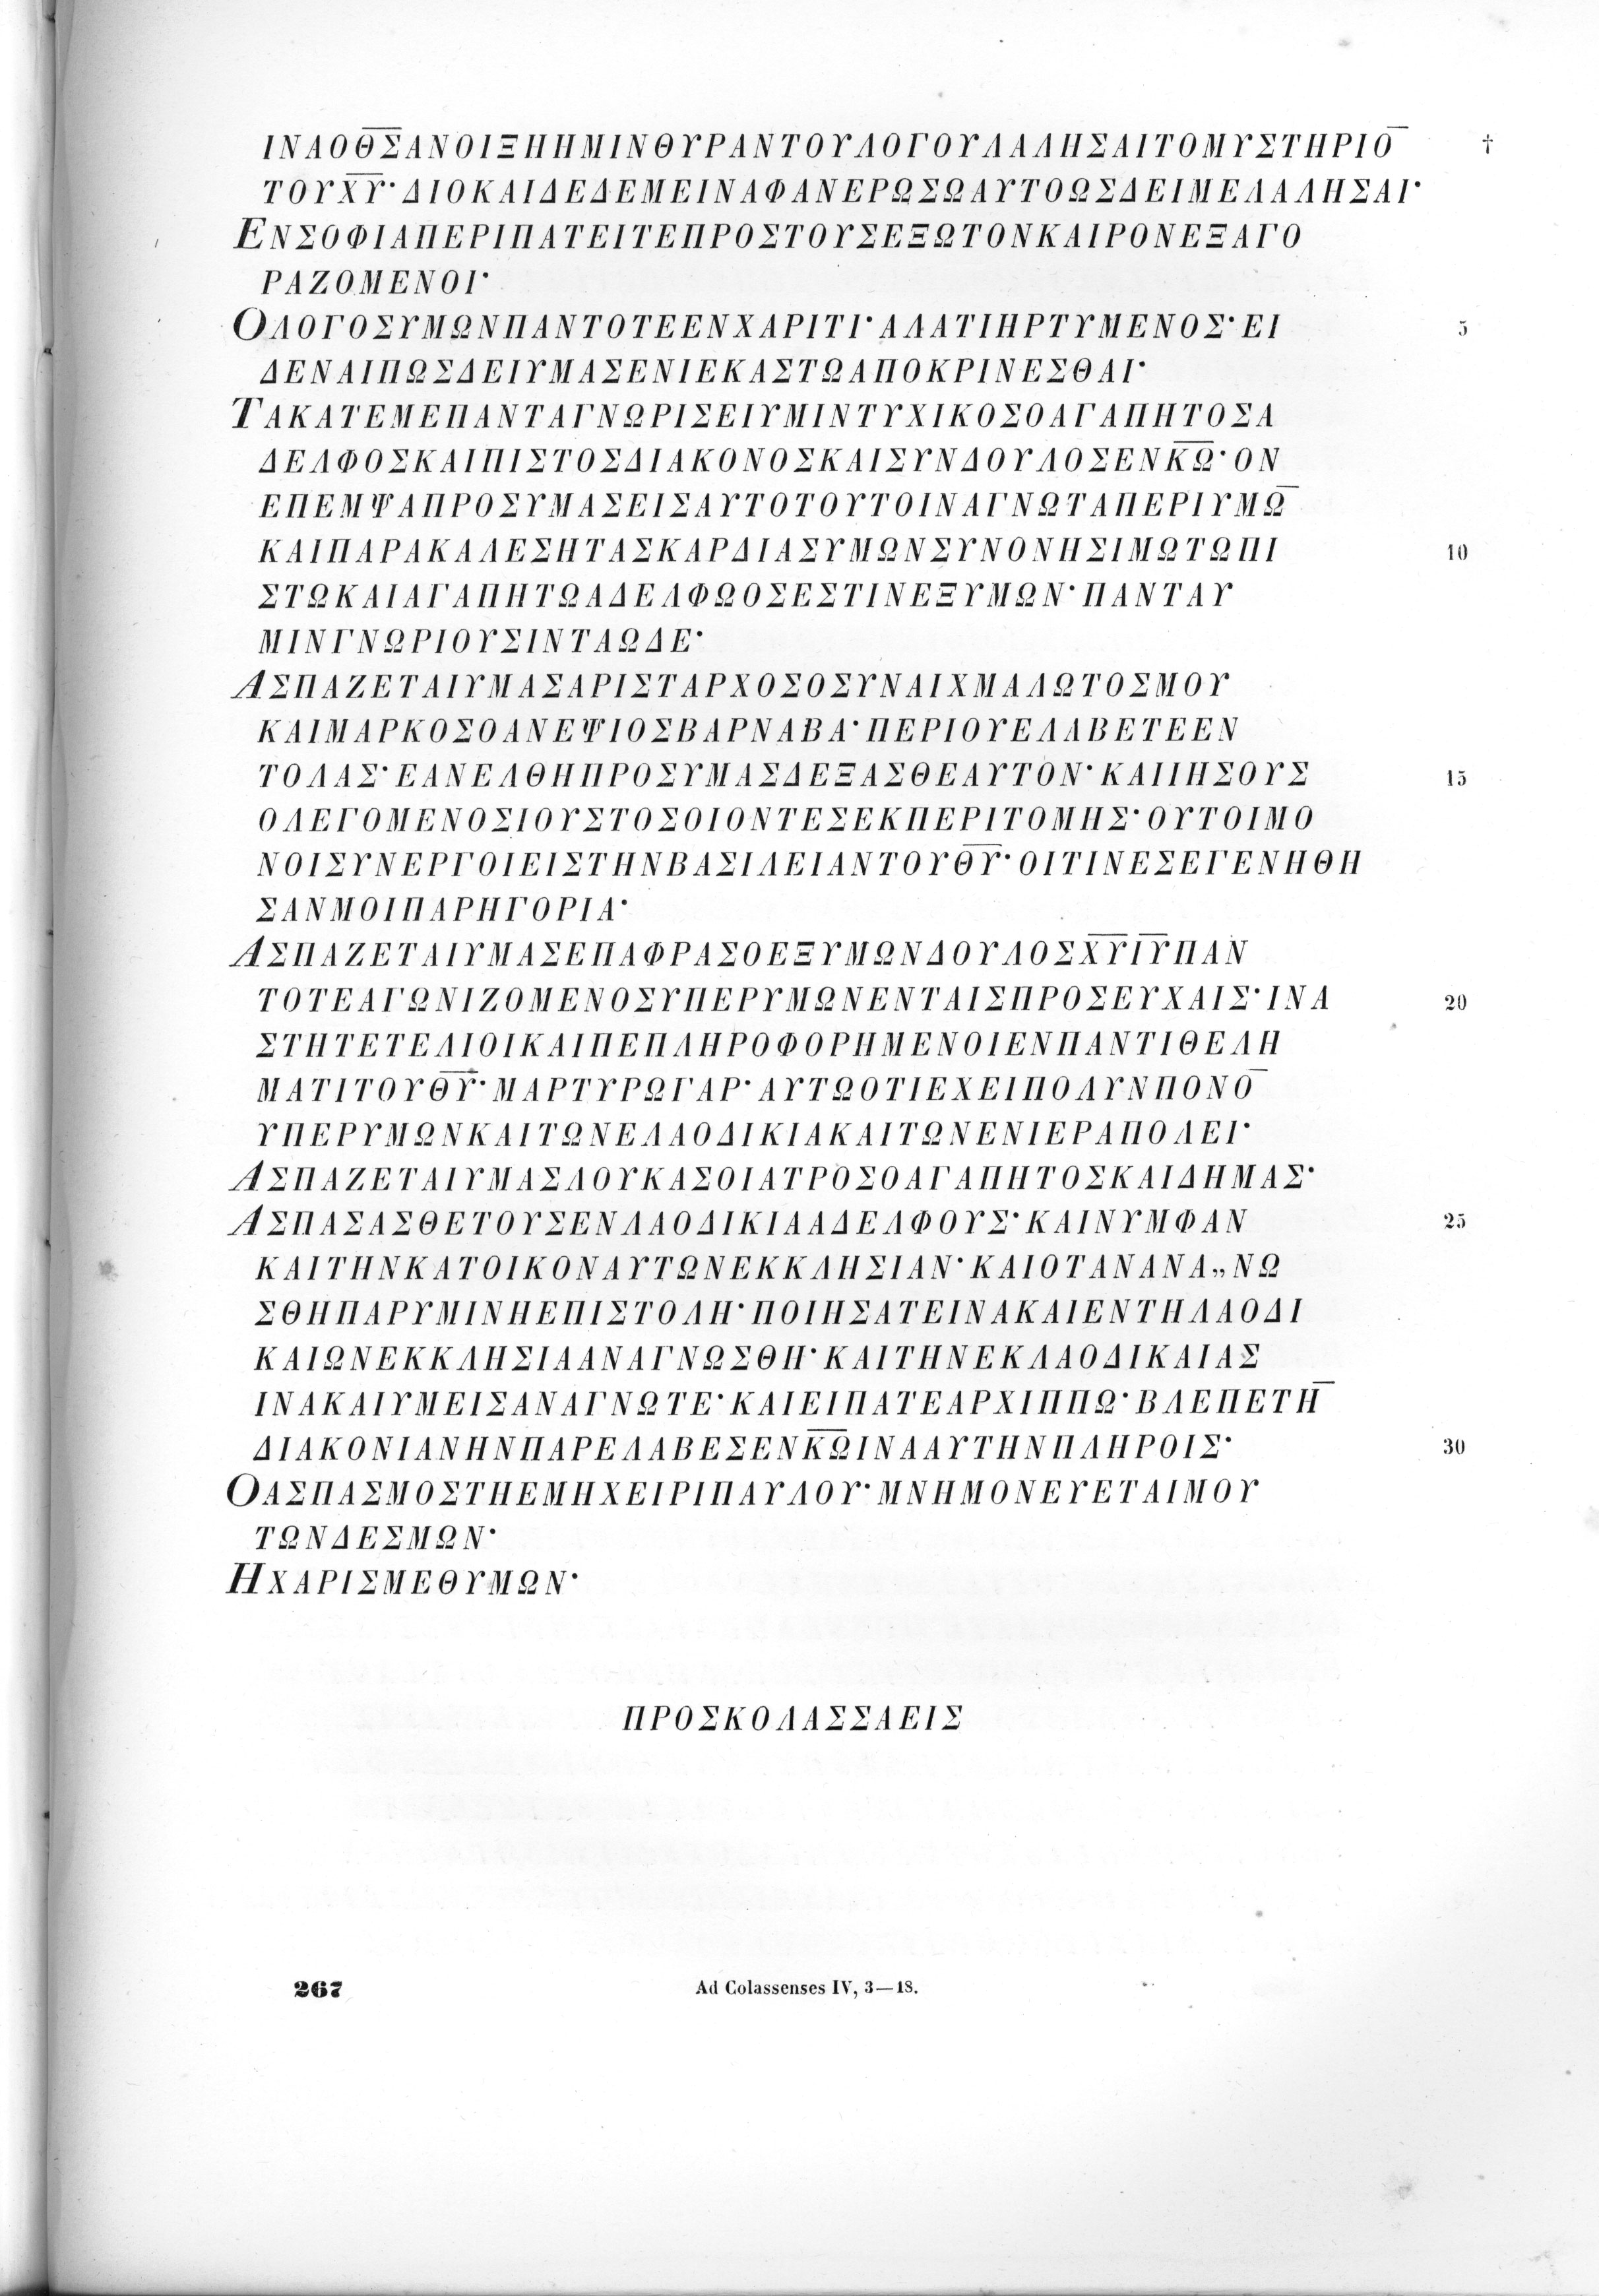 ΙΝΑΟΘ̅Σ̅ΑΝΟΙΞΗΗΜΙΝΘΥΡΑΝΤΟΥΛΟΓΟΥΛΑΛΗΣΑΙΤΟΜΥΣΤΗΡΙΟ̅ †
ΤΟΥΧ̅Υ̅·ΔΙΟΚΑΙΔΕΔΕΜΕΙΝΑΦΑΝΕΡΩΣΩΑΥΤΟΩΣΔΕΙΜΕΛΑΛΗΣΑΙ·
ΕΝΣΟΦΙΑΠΕΡΙΠΑΤΕΙΤΕΠΡΟΣΤΟΥΣΕΞΩΤΟΝΚΑΙΡΟΝΕΞΑΓΟ
ΡΑΖΟΜΕΝΟΙ·
ΟΛΟΓΟΣΥΜΩΝΠΑΝΤΟΤΕΕΝΧΑΡΙΤΙ·ΑΛΑΤΙΗΡΤΥΜΕΝΟΣ·ΕΙ 5
ΔΕΝΑΙΠΩΣΔΕΙΥΜΑΣΕΝΙΕΚΑΣΤΩΑΠΟΚΡΙΝΕΣΘΑΙ·
ΤΑΚΑΤΕΜΕΠΑΝΤΑΓΝΩΡΙΣΕΙΥΜΙΝΤΥΧΙΚΟΣΟΑΓΑΠΗΤΟΣΑ
ΔΕΛΦΟΣΚΑΙΠΙΣΤΟΣΔΙΑΚΟΝΟΣΚΑΙΣΥΝΔΟΥΛΟΣΕΝΚ̅Ω̅·ΟΝ
ΕΠΕΜΨΑΠΡΟΣΥΜΑΣΕΙΣΑΥΤΟΤΟΥΤΟΙΝΑΓΝΩΤΑΠΕΡΙΥΜΩ̅
ΚΑΙΠΑΡΑΚΑΛΕΣΗΤΑΣΚΑΡΔΙΑΣΥΜΩΝΣΥΝΟΝΗΣΙΜΩΤΩΠΙ 10
ΣΤΩΚΑΙΑΓΑΠΗΤΩΑΔΕΛΦΩΟΣΕΣΤΙΝΕΞΥΜΩΝ·ΠΑΝΤΑΥ
ΜΙΝΓΝΩΡΙΟΥΣΙΝΤΑΩΔΕ·
ΑΣΠΑΖΕΤΑΙΥΜΑΣΑΡΙΣΤΑΡΧΟΣΟΣΥΝΑΙΧΜΑΛΩΤΟΣΜΟΥ
ΚΑΙΜΑΡΚΟΣΟΑΝΕΨΙΟΣΒΑΡΝΑΒΑ·ΠΕΡΙΟΥΕΛΑΒΕΤΕΕΝ
ΤΟΛΑΣ·ΕΑΝΕΛΘΗΠΡΟΣΥΜΑΣΔΕΞΑΣΘΕΑΥΤΟΝ·ΚΑΙΙΗΣΟΥΣ 15
ΟΛΕΓΟΜΕΝΟΣΙΟΥΣΤΟΣΟΙΟΝΤΕΣΕΚΠΕΡΙΤΟΜΗΣ·ΟΥΤΟΙΜΟ
ΝΟΙΣΥΝΕΡΓΟΙΕΙΣΤΗΝΒΑΣΙΛΕΙΑΝΤΟΥΘ̅Υ̅·ΟΙΤΙΝΕΣΕΓΕΝΗΘΗ
ΣΑΝΜΟΙΠΑΡΗΓΟΡΙΑ·
ΑΣΠΑΖΕΤΑΙΥΜΑΣΕΠΑΦΡΑΣΟΕΞΥΜΩΝΔΟΥΛΟΣΧ̅Υ̅Ι̅Υ̅ΠΑΝ
ΤΟΤΕΑΓΩΝΙΖΟΜΕΝΟΣΥΠΕΡΥΜΩΝΕΝΤΑΙΣΠΡΟΣΕΥΧΑΙΣ·ΙΝΑ 20
ΣΤΗΤΕΤΕΛΙΟΙΚΑΙΠΕΠΛΗΡΟΦΟΡΗΜΕΝΟΙΕΝΠΑΝΤΙΘΕΛΗ
ΜΑΤΙΤΟΥΘ̅Υ̅·ΜΑΡΤΥΡΩΓΑΡ·ΑΥΤΩΟΤΙΕΧΕΙΠΟΛΥΝΠΟΝΟ̅
ΥΠΕΡΥΜΩΝΚΑΙΤΩΝΕΛΑΟΔΙΚΙΑΚΑΙΤΩΝΕΝΙΕΡΑΠΟΛΕΙ·
ΑΣΠΑΖΕΤΑΙΥΜΑΣΛΟΥΚΑΣΟΙΑΤΡΟΣΟΑΓΑΠΗΤΟΣΚΑΙΔΗΜΑΣ·
ΑΣΠΑΣΑΣΘΕΤΟΥΣΕΝΛΑΟΔΙΚΙΑΑΔΕΛΦΟΥΣ·ΚΑΙΝΥΜΦΑΝ 25
ΚΑΙΤΗΝΚΑΤΟΙΚΟΝΑΥΤΩΝΕΚΚΛΗΣΙΑΝ·ΚΑΙΟΤΑΝΑΝΑ„ΝΩ
ΣΘΗΠΑΡΥΜΙΝΗΕΠΙΣΤΟΛΗ·ΠΟΙΗΣΑΤΕΙΝΑΚΑΙΕΝΤΗΛΑΟΔΙ
ΚΑΙΩΝΕΚΚΛΗΣΙΑΑΝΑΓΝΩΣΘΗ·ΚΑΙΤΗΝΕΚΛΑΟΔΙΚΑΙΑΣ
ΙΝΑΚΑΙΥΜΕΙΣΑΝΑΓΝΩΤΕ·ΚΑΙΕΙΠΑΤΕΑΡΧΙΠΠΩ·ΒΛΕΠΕΤΗ̅
ΔΙΑΚΟΝΙΑΝΗΝΠΑΡΕΛΑΒΕΣΕΝΚ̅Ω̅ΙΝΑΑΥΤΗΝΠΛΗΡΟΙΣ· 30
ΟΑΣΠΑΣΜΟΣΤΗΕΜΗΧΕΙΡΙΠΑΥΛΟΥ·ΜΝΗΜΟΝΕΥΕΤΑΙΜΟΥ
ΤΩΝΔΕΣΜΩΝ·
ΗΧΑΡΙΣΜΕΘΥΜΩΝ·
ΠΡΟΣΚΟΛΑΣΣΑΕΙΣ
267 Ad Colassenses IV, 3—18.